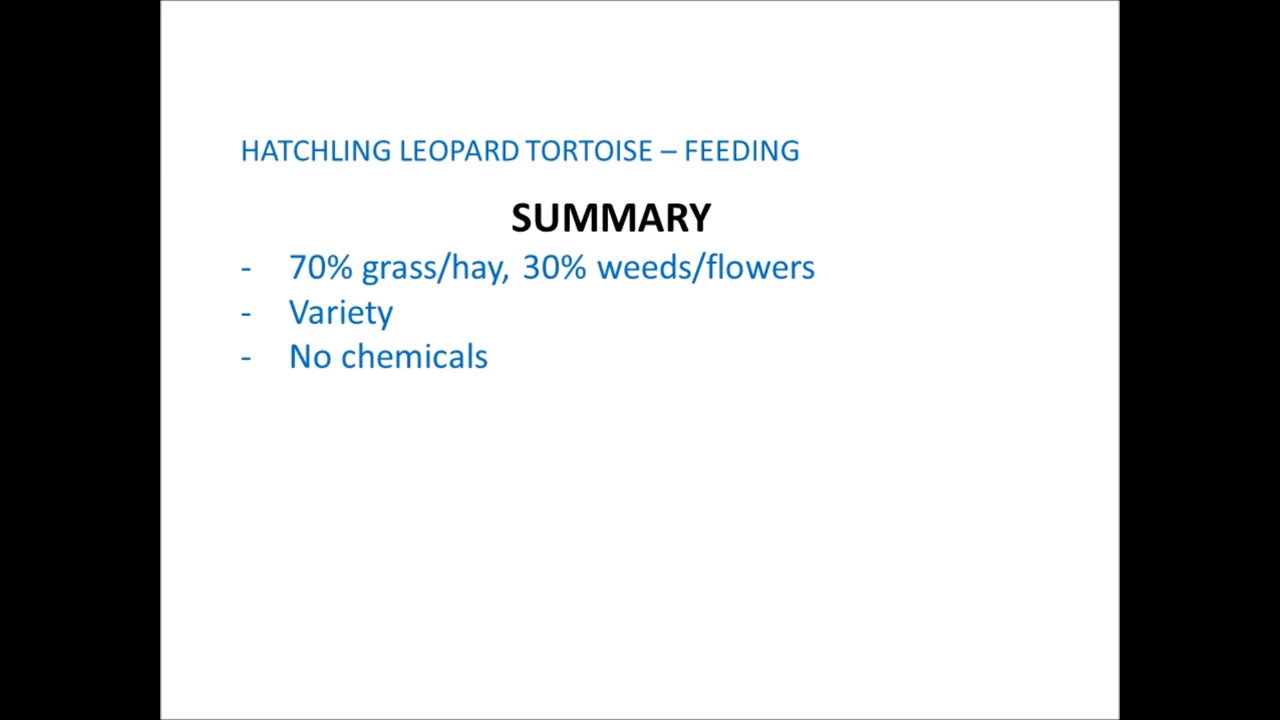 HATCHLING LEOPARD TORTOISE – FEEDING
SUMMARY
- 70% grass/hay, 30% weeds/flowers
- Variety
- No chemicals